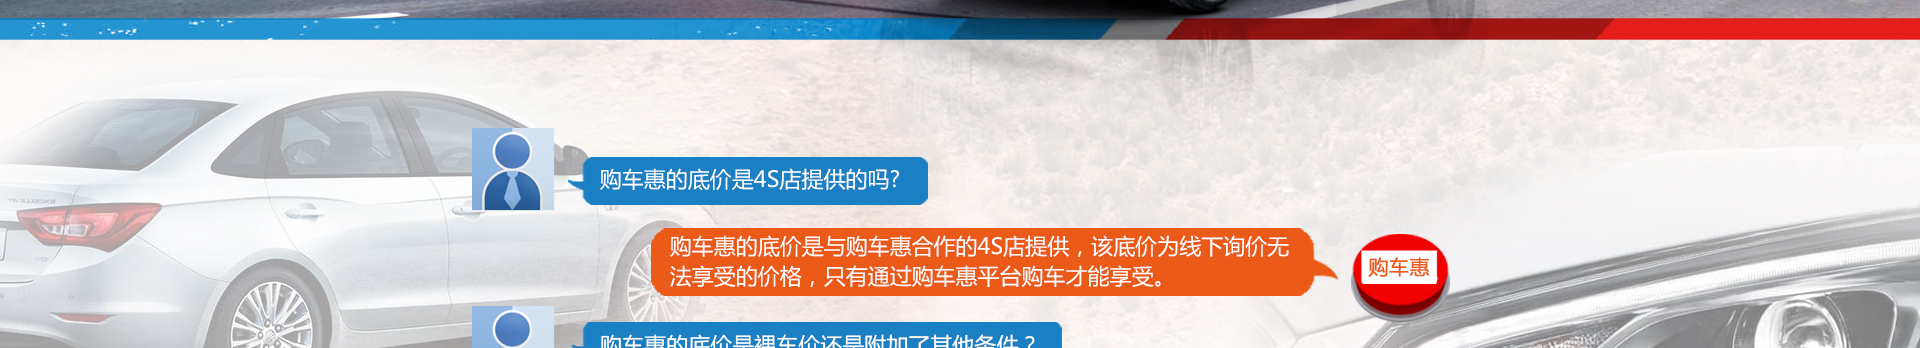 购车惠的底价是4S店提供的吗?
购车惠的底价是与购车惠合作的4S店提供，该底价为线下询价无
法享受的价格，只有通过购车惠平台购车才能享受。
购车惠
购车惠的底价是裸车价还是附加了其他条件？